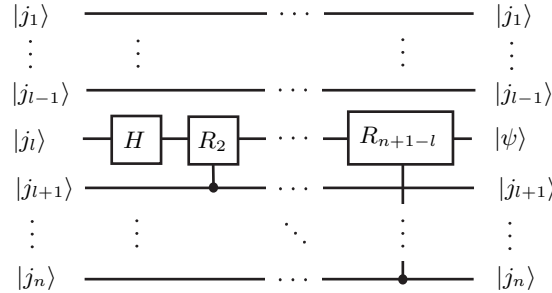 |j₁⟩ ··· |j₁⟩
⋮ ⋮ ⋮ ⋮
|j_{l−1}⟩ ··· |j_{l−1}⟩
|j_l⟩ H R₂ ··· R_{n+1−l} |ψ⟩
|j_{l+1}⟩ ··· |j_{l+1}⟩
⋮ ⋮ ⋱ ⋮ ⋮
|j_n⟩ ··· |j_n⟩